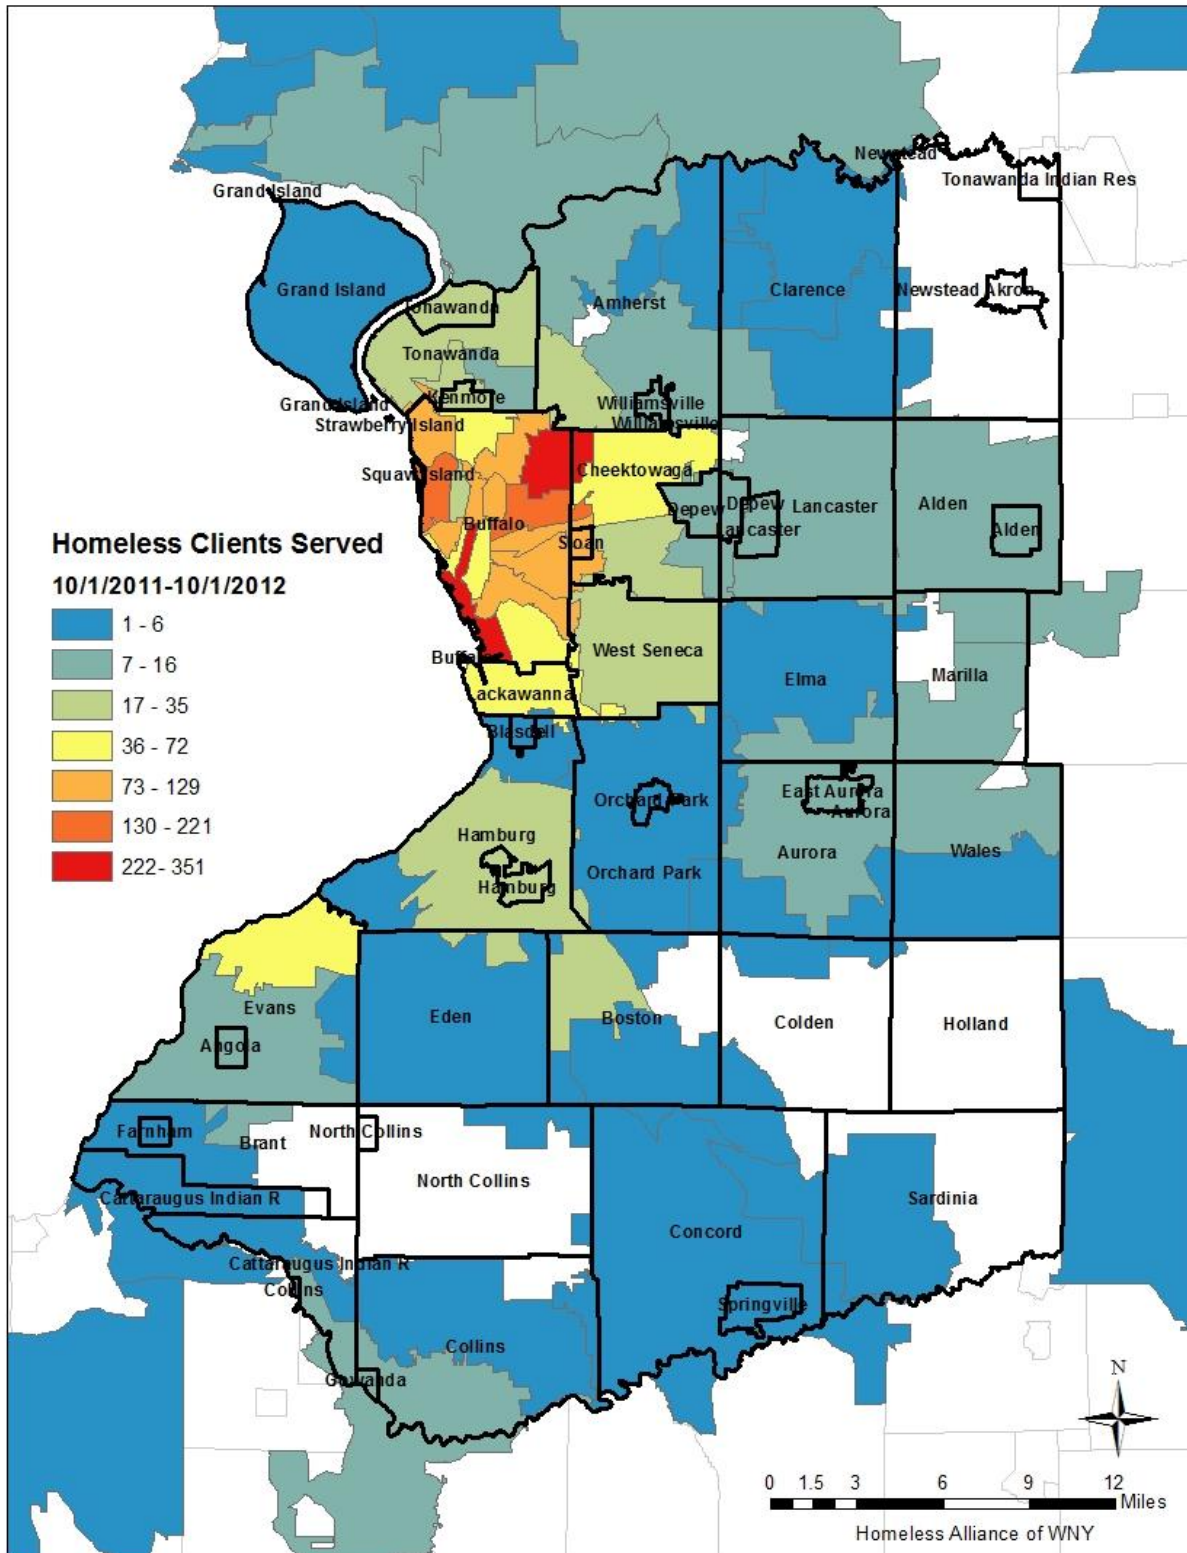 Newstead
Tonawanda Indian Res
Grand Island
Grand Island
Clarence
Newstead
Akron
Amherst
onawanda
Tonawanda
Kenmore
Grand Island
Strawberry Island
Williamsville
Williamsville
Squaw Island
Cheektowaga
Depew
Depew
Lancaster
Lancaster
Alden
Alden
Buffalo
Sloan
Homeless Clients Served
10/1/2011-10/1/2012
1 - 6
7 - 16
17 - 35
36 - 72
73 - 129
130 - 221
222 - 351
West Seneca
Buffalo
Elma
Marilla
ackawanna
Blasdell
Orchard Park
East Aurora
Aurora
Hamburg
Hamburg
Orchard Park
Aurora
Wales
Evans
Angola
Eden
Boston
Colden
Holland
Farnham
Brant
North Collins
North Collins
Cattaraugus Indian R
Sardinia
Concord
Cattaraugus Indian R
Collins
Springville
Collins
Gowanda
N
0 1.5 3 6 9 12
Miles
Homeless Alliance of WNY